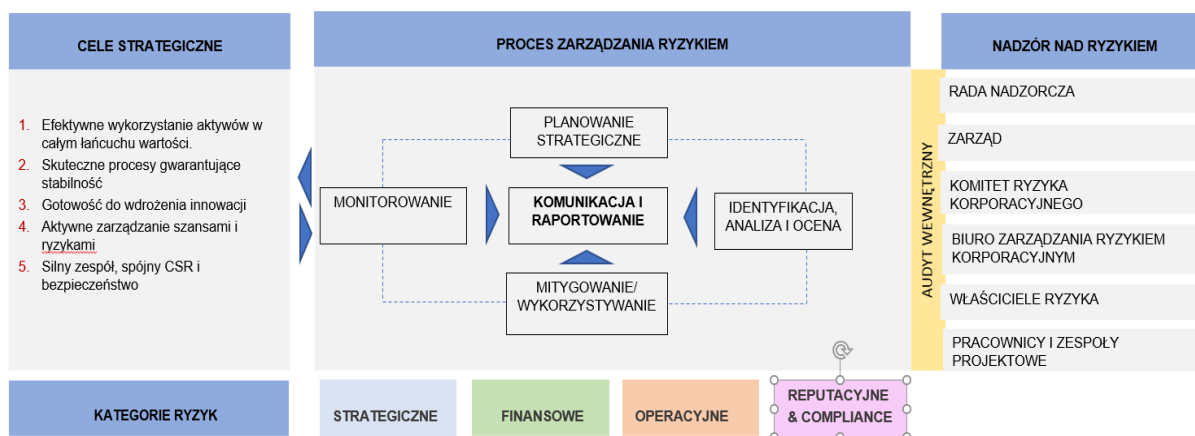 CELE STRATEGICZNE
1. Efektywne wykorzystanie aktywów w
całym łańcuchu wartości.
2. Skuteczne procesy gwarantujące
stabilność
3. Gotowość do wdrożenia innowacji
4. Aktywne zarządzanie szansami i
ryzykami
5. Silny zespół, spójny CSR i
bezpieczeństwo
PROCES ZARZĄDZANIA RYZYKIEM
PLANOWANIE
STRATEGICZNE
MONITOROWANIE
KOMUNIKACJA I
RAPORTOWANIE
IDENTYFIKACJA,
ANALIZA I OCENA
MITYGOWANIE/
WYKORZYSTYWANIE
AUDYT WEWNĘTRZNY
NADZÓR NAD RYZYKIEM
RADA NADZORCZA
ZARZĄD
KOMITET RYZYKA
KORPORACYJNEGO
BIURO ZARZĄDZANIA RYZYKIEM
KORPORACYJNYM
WŁAŚCICIELE RYZYKA
PRACOWNICY I ZESPOŁY
PROJEKTOWE
KATEGORIE RYZYK
STRATEGICZNE
FINANSOWE
OPERACYJNE
REPUTACYJNE
& COMPLIANCE